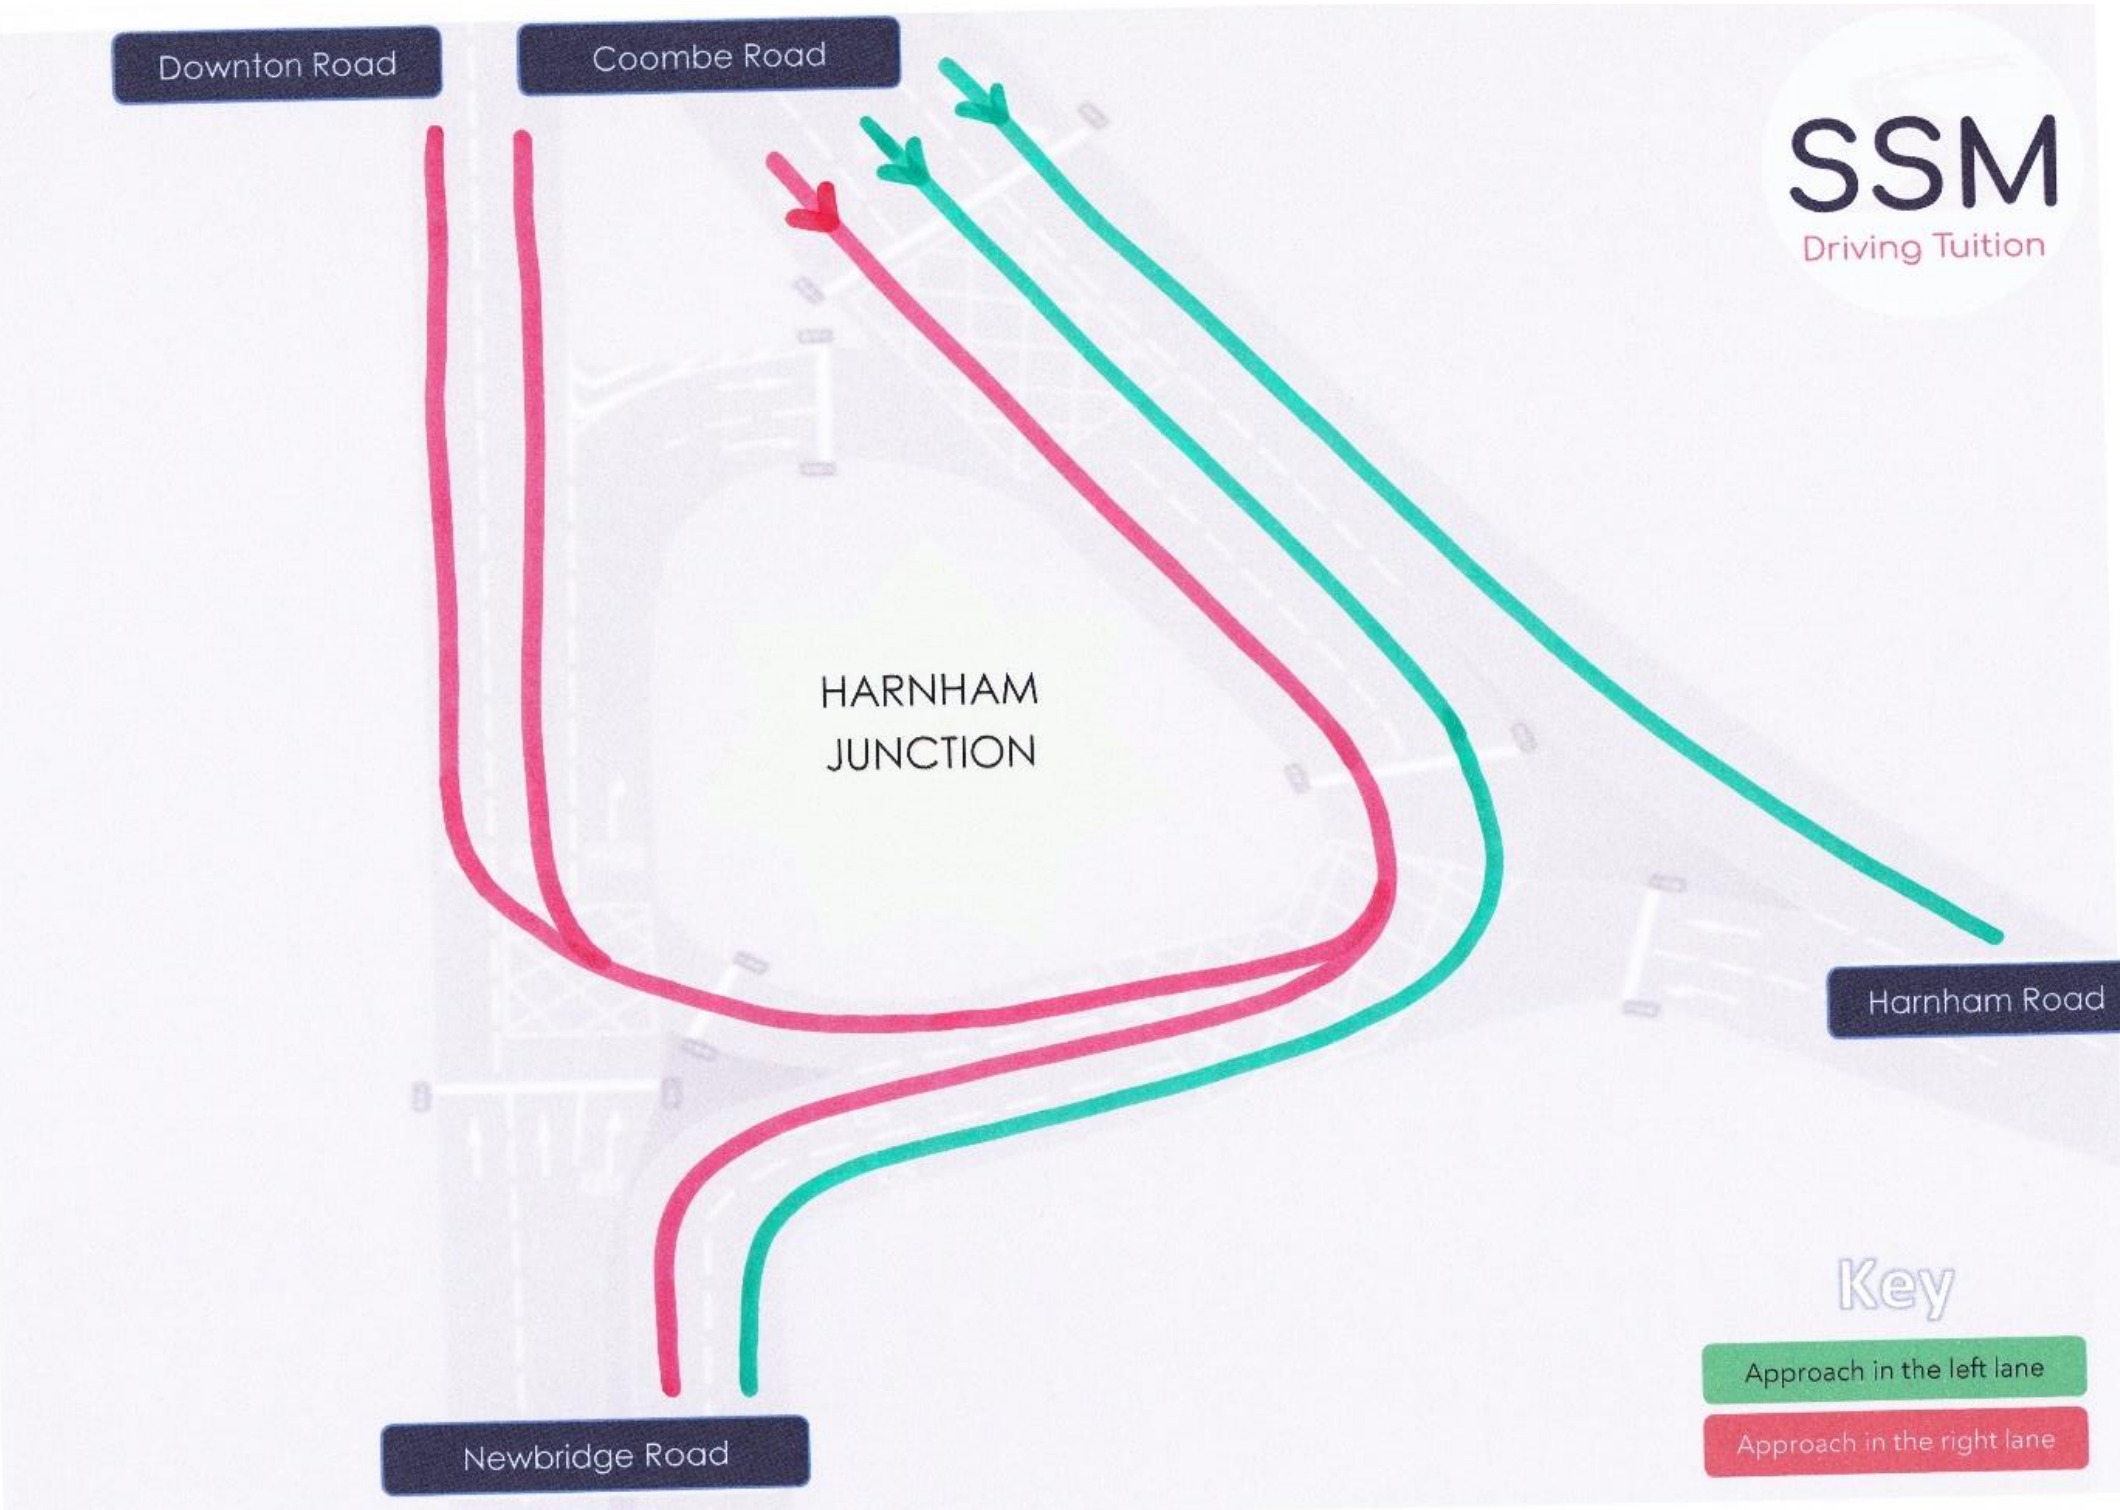 Downton Road
Coombe Road
SSM
Driving Tuition
HARNHAM
JUNCTION
Harnham Road
Key
Approach in the left lane
Approach in the right lane
Newbridge Road